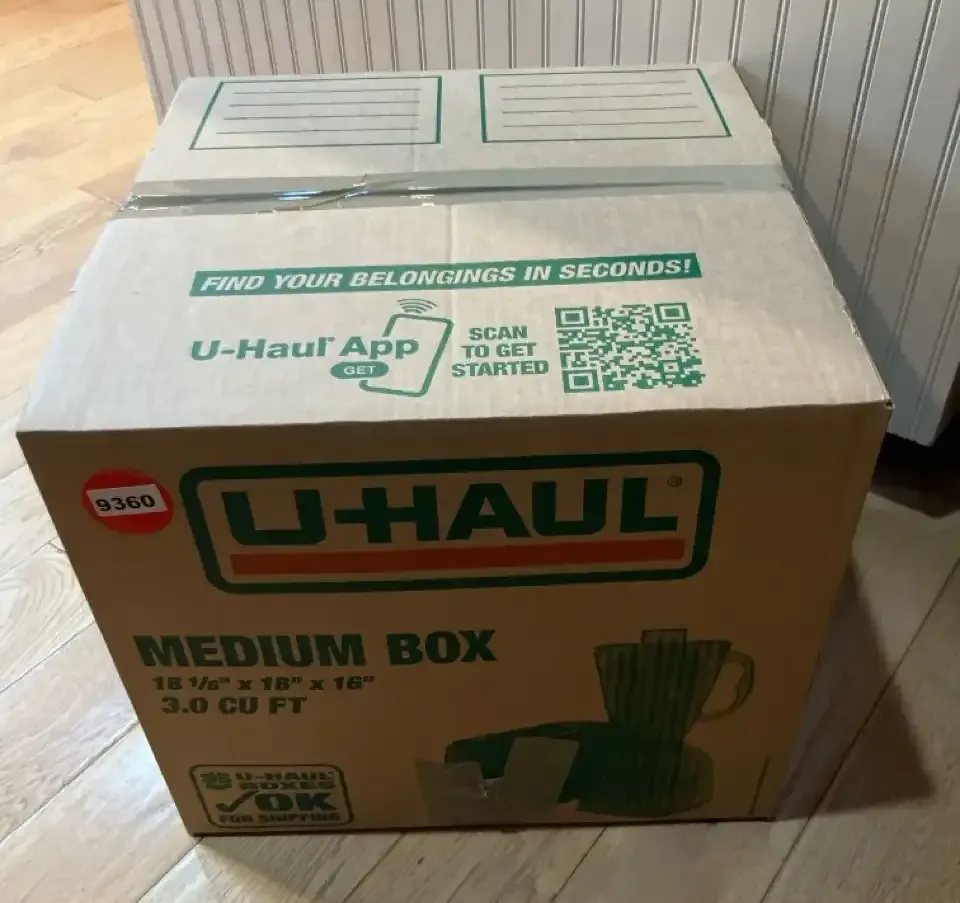 FIND YOUR BELONGINGS IN SECONDS!
U-Haul® App
GET
SCAN
TO GET
STARTED
9360
U-HAUL®
MEDIUM BOX
18 1/8" x 18" x 16"
3.0 CU FT
U-HAUL®
BOXES
OK
FOR SHIPPING